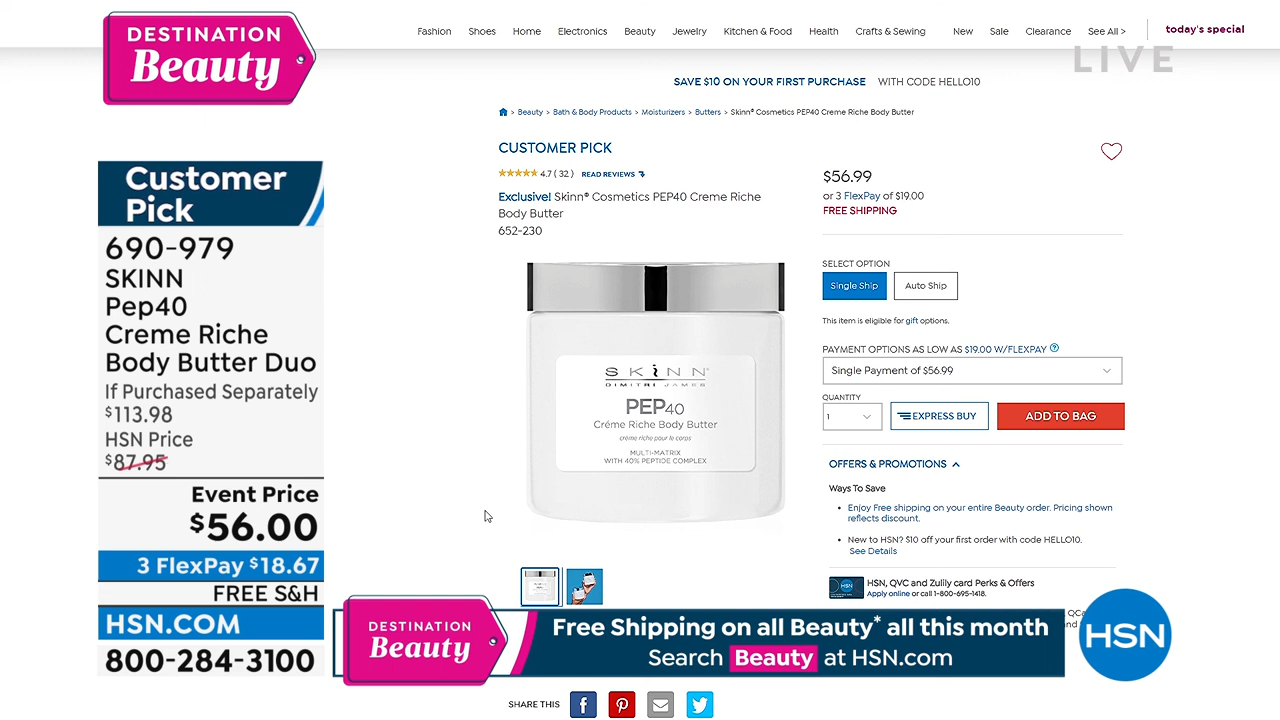 DESTINATION
Beauty
Fashion Shoes Home Electronics Beauty Jewelry Kitchen & Food Health Crafts & Sewing New Sale Clearance See All > today's special
LIVE
SAVE $10 ON YOUR FIRST PURCHASE WITH CODE HELLO10
> Beauty > Bath & Body Products > Moisturizers > Butters > Skinn® Cosmetics PEP40 Creme Riche Body Butter
Customer
Pick
690-979
SKINN
Pep40
Creme Riche
Body Butter Duo
If Purchased Separately
$113.98
HSN Price
$87.95
Event Price
$56.00
3 FlexPay $18.67
FREE S&H
HSN.COM
800-284-3100
CUSTOMER PICK
4.7 ( 32 ) READ REVIEWS
Exclusive! Skinn® Cosmetics PEP40 Creme Riche
Body Butter
652-230
SKINN®
DIMITRI JAMES
PEP40
Créme Riche Body Butter
creme riche pour le corps
MULTI-MATRIX
WITH 40% PEPTIDE COMPLEX
$56.99
or 3 FlexPay of $19.00
FREE SHIPPING
SELECT OPTION
Single Ship Auto Ship
This item is eligible for gift options.
PAYMENT OPTIONS AS LOW AS $19.00 W/FLEXPAY ?
Single Payment of $56.99
QUANTITY
1 EXPRESS BUY ADD TO BAG
OFFERS & PROMOTIONS
Ways To Save
• Enjoy Free shipping on your entire Beauty order. Pricing shown
reflects discount.
• New to HSN? $10 off your first order with code HELLO10.
See Details
HSN, QVC and Zulily card Perks & Offers
Apply online or call 1-800-695-1418.
DESTINATION
Beauty
Free Shipping on all Beauty* all this month
Search Beauty at HSN.com
HSN
SHARE THIS